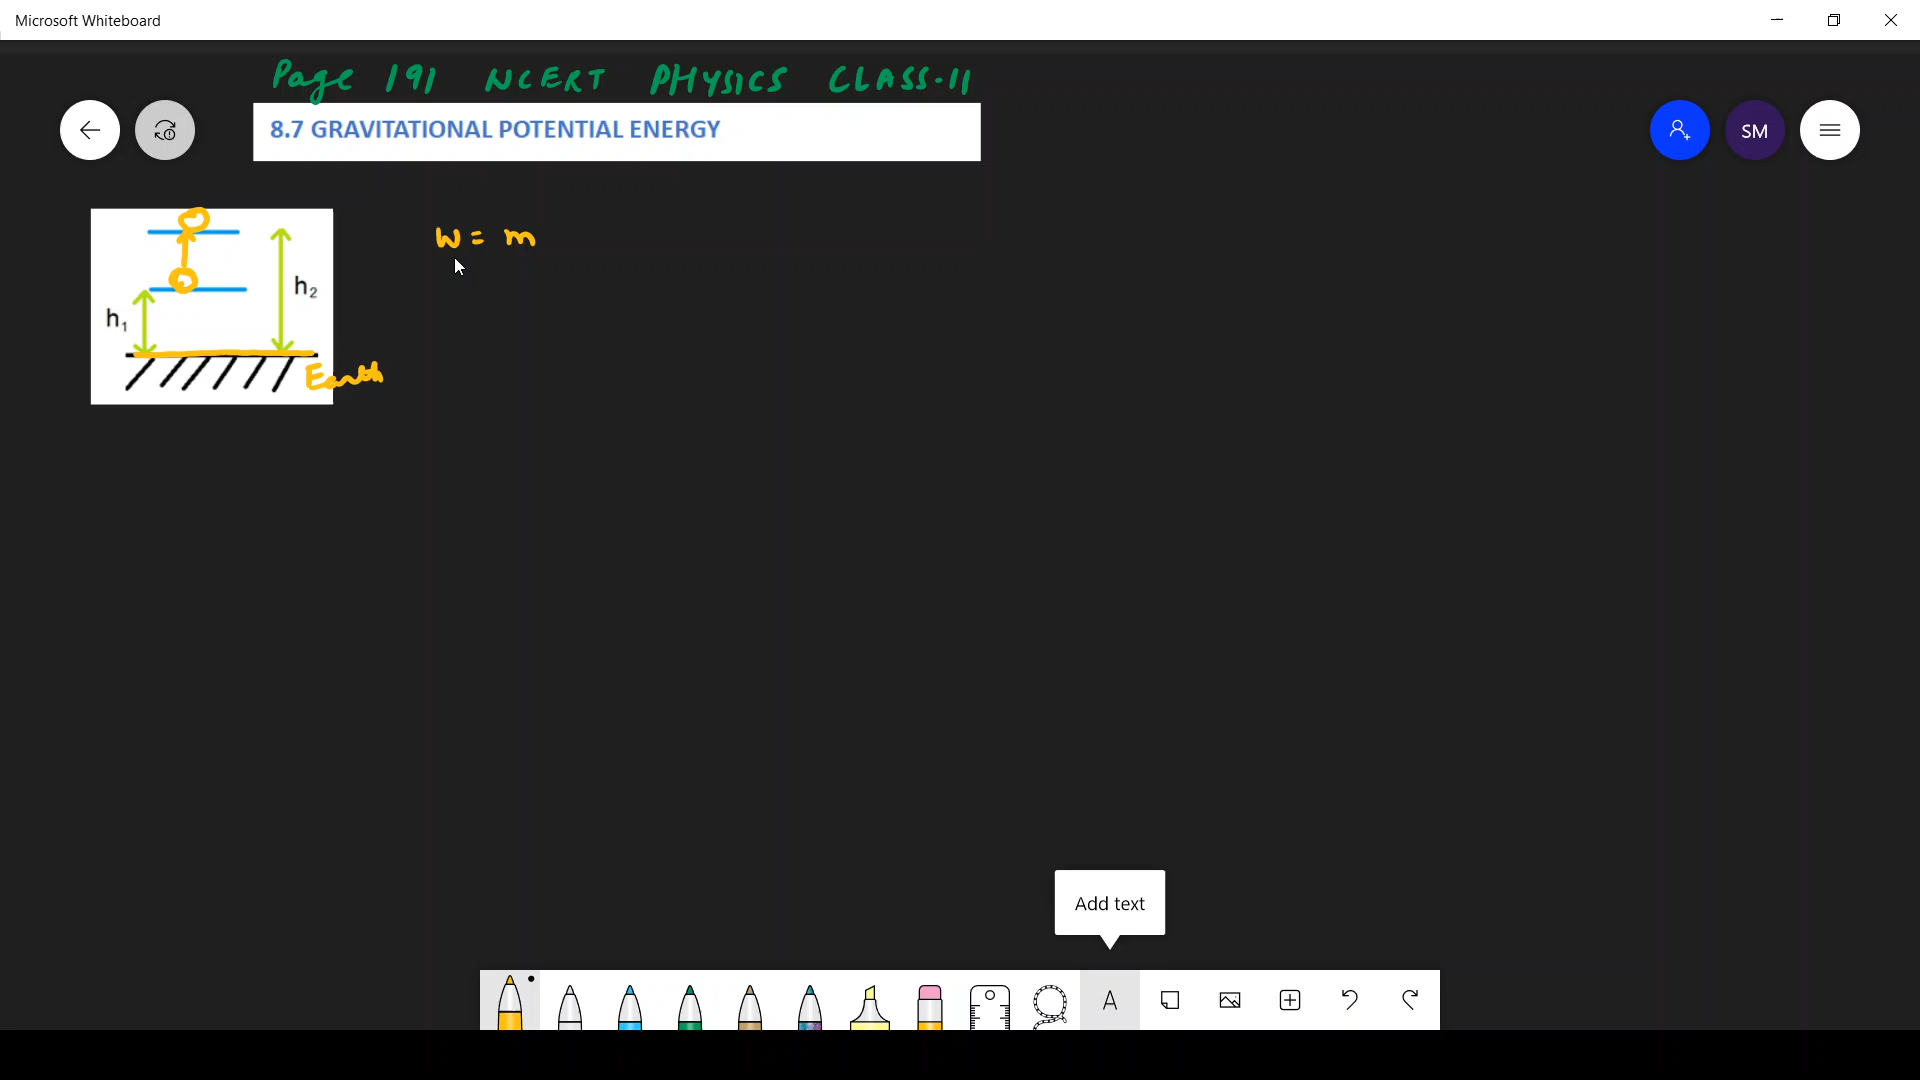 Microsoft Whiteboard
Page 191 NCERT PHYSICS CLASS-11
8.7 GRAVITATIONAL POTENTIAL ENERGY
SM
W = m
h₂
h₁
Earth
Add text
A